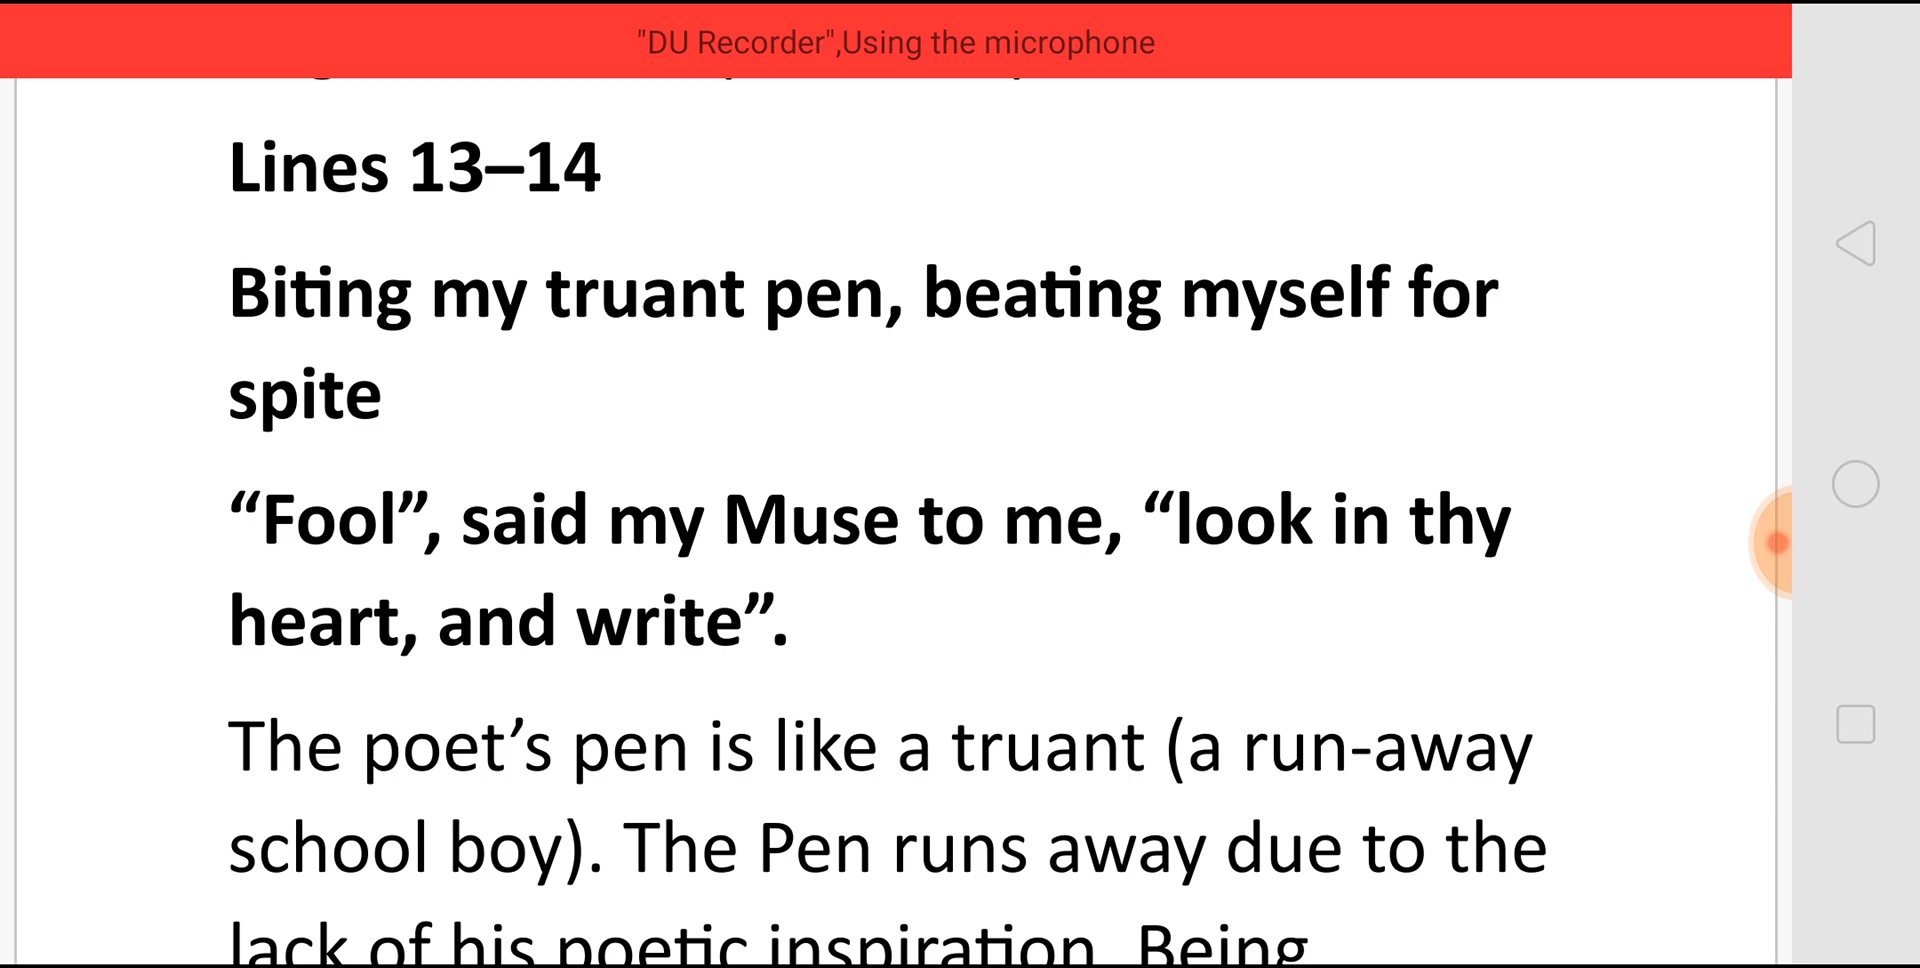 "DU Recorder",Using the microphone
Lines 13–14
Biting my truant pen, beating myself for
spite
“Fool”, said my Muse to me, “look in thy
heart, and write”.
The poet’s pen is like a truant (a run-away
school boy). The Pen runs away due to the
lack of his poetic inspiration. Being